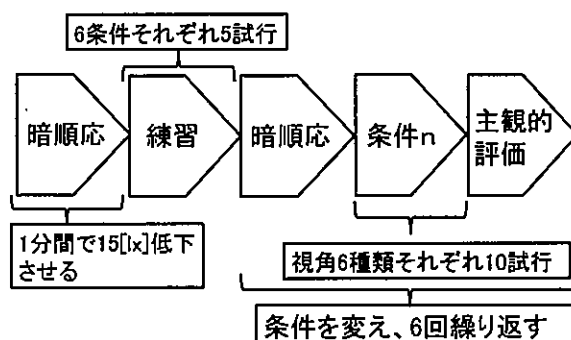 6条件それぞれ5試行
暗順応
練習
暗順応
条件n
主観的
評価
1分間で15[lx]低下
させる
視角6種類それぞれ10試行
条件を変え、6回繰り返す